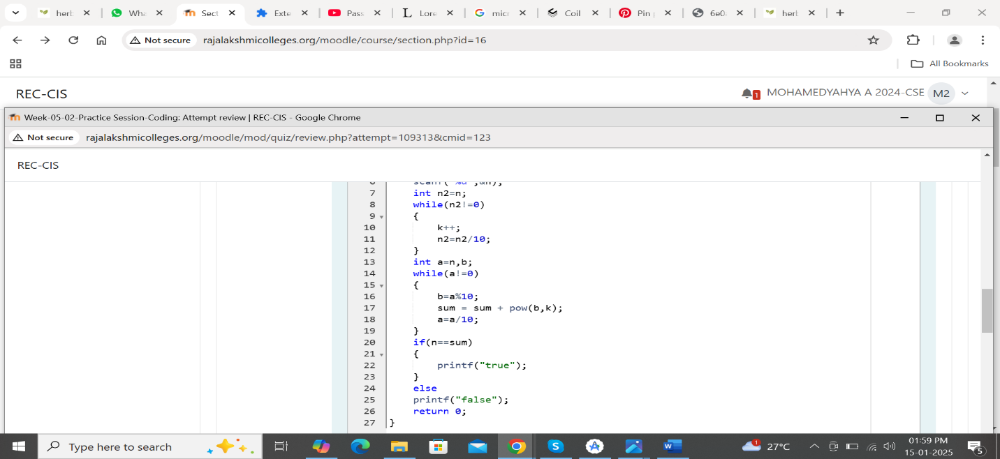 herb
Wha
Sect
Exte
Pass
Lore
micr
Coil
Pin
6e0
herb
Not secure
rajalakshmicolleges.org/moodle/course/section.php?id=16
All Bookmarks
REC-CIS
1
MOHAMEDYAHYA A 2024-CSE
M2
Week-05-02-Practice Session-Coding: Attempt review | REC-CIS - Google Chrome
Not secure
rajalakshmicolleges.org/moodle/mod/quiz/review.php?attempt=109313&cmid=123
REC-CIS
6 scanf("%d",&n);
7 int n2=n;
8 while(n2!=0)
9 {
10 k++;
11 n2=n2/10;
12 }
13 int a=n,b;
14 while(a!=0)
15 {
16 b=a%10;
17 sum = sum + pow(b,k);
18 a=a/10;
19 }
20 if(n==sum)
21 {
22 printf("true");
23 }
24 else
25 printf("false");
26 return 0;
27 }
Type here to search
1
27°C
01:59 PM
15-01-2025
5